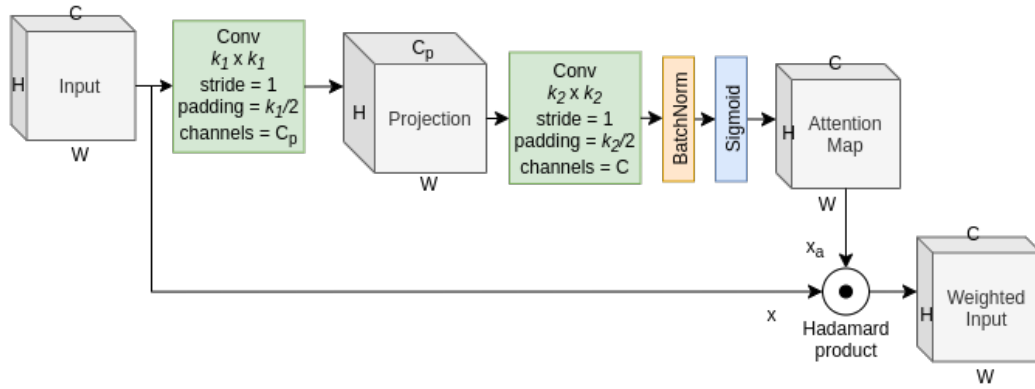 C
H
Input
W
Conv
k₁ x k₁
stride = 1
padding = k₁/2
channels = Cₚ
Cₚ
H
Projection
W
Conv
k₂ x k₂
stride = 1
padding = k₂/2
channels = C
BatchNorm
Sigmoid
C
H
Attention
Map
W
xₐ
x
Hadamard
product
C
H
Weighted
Input
W